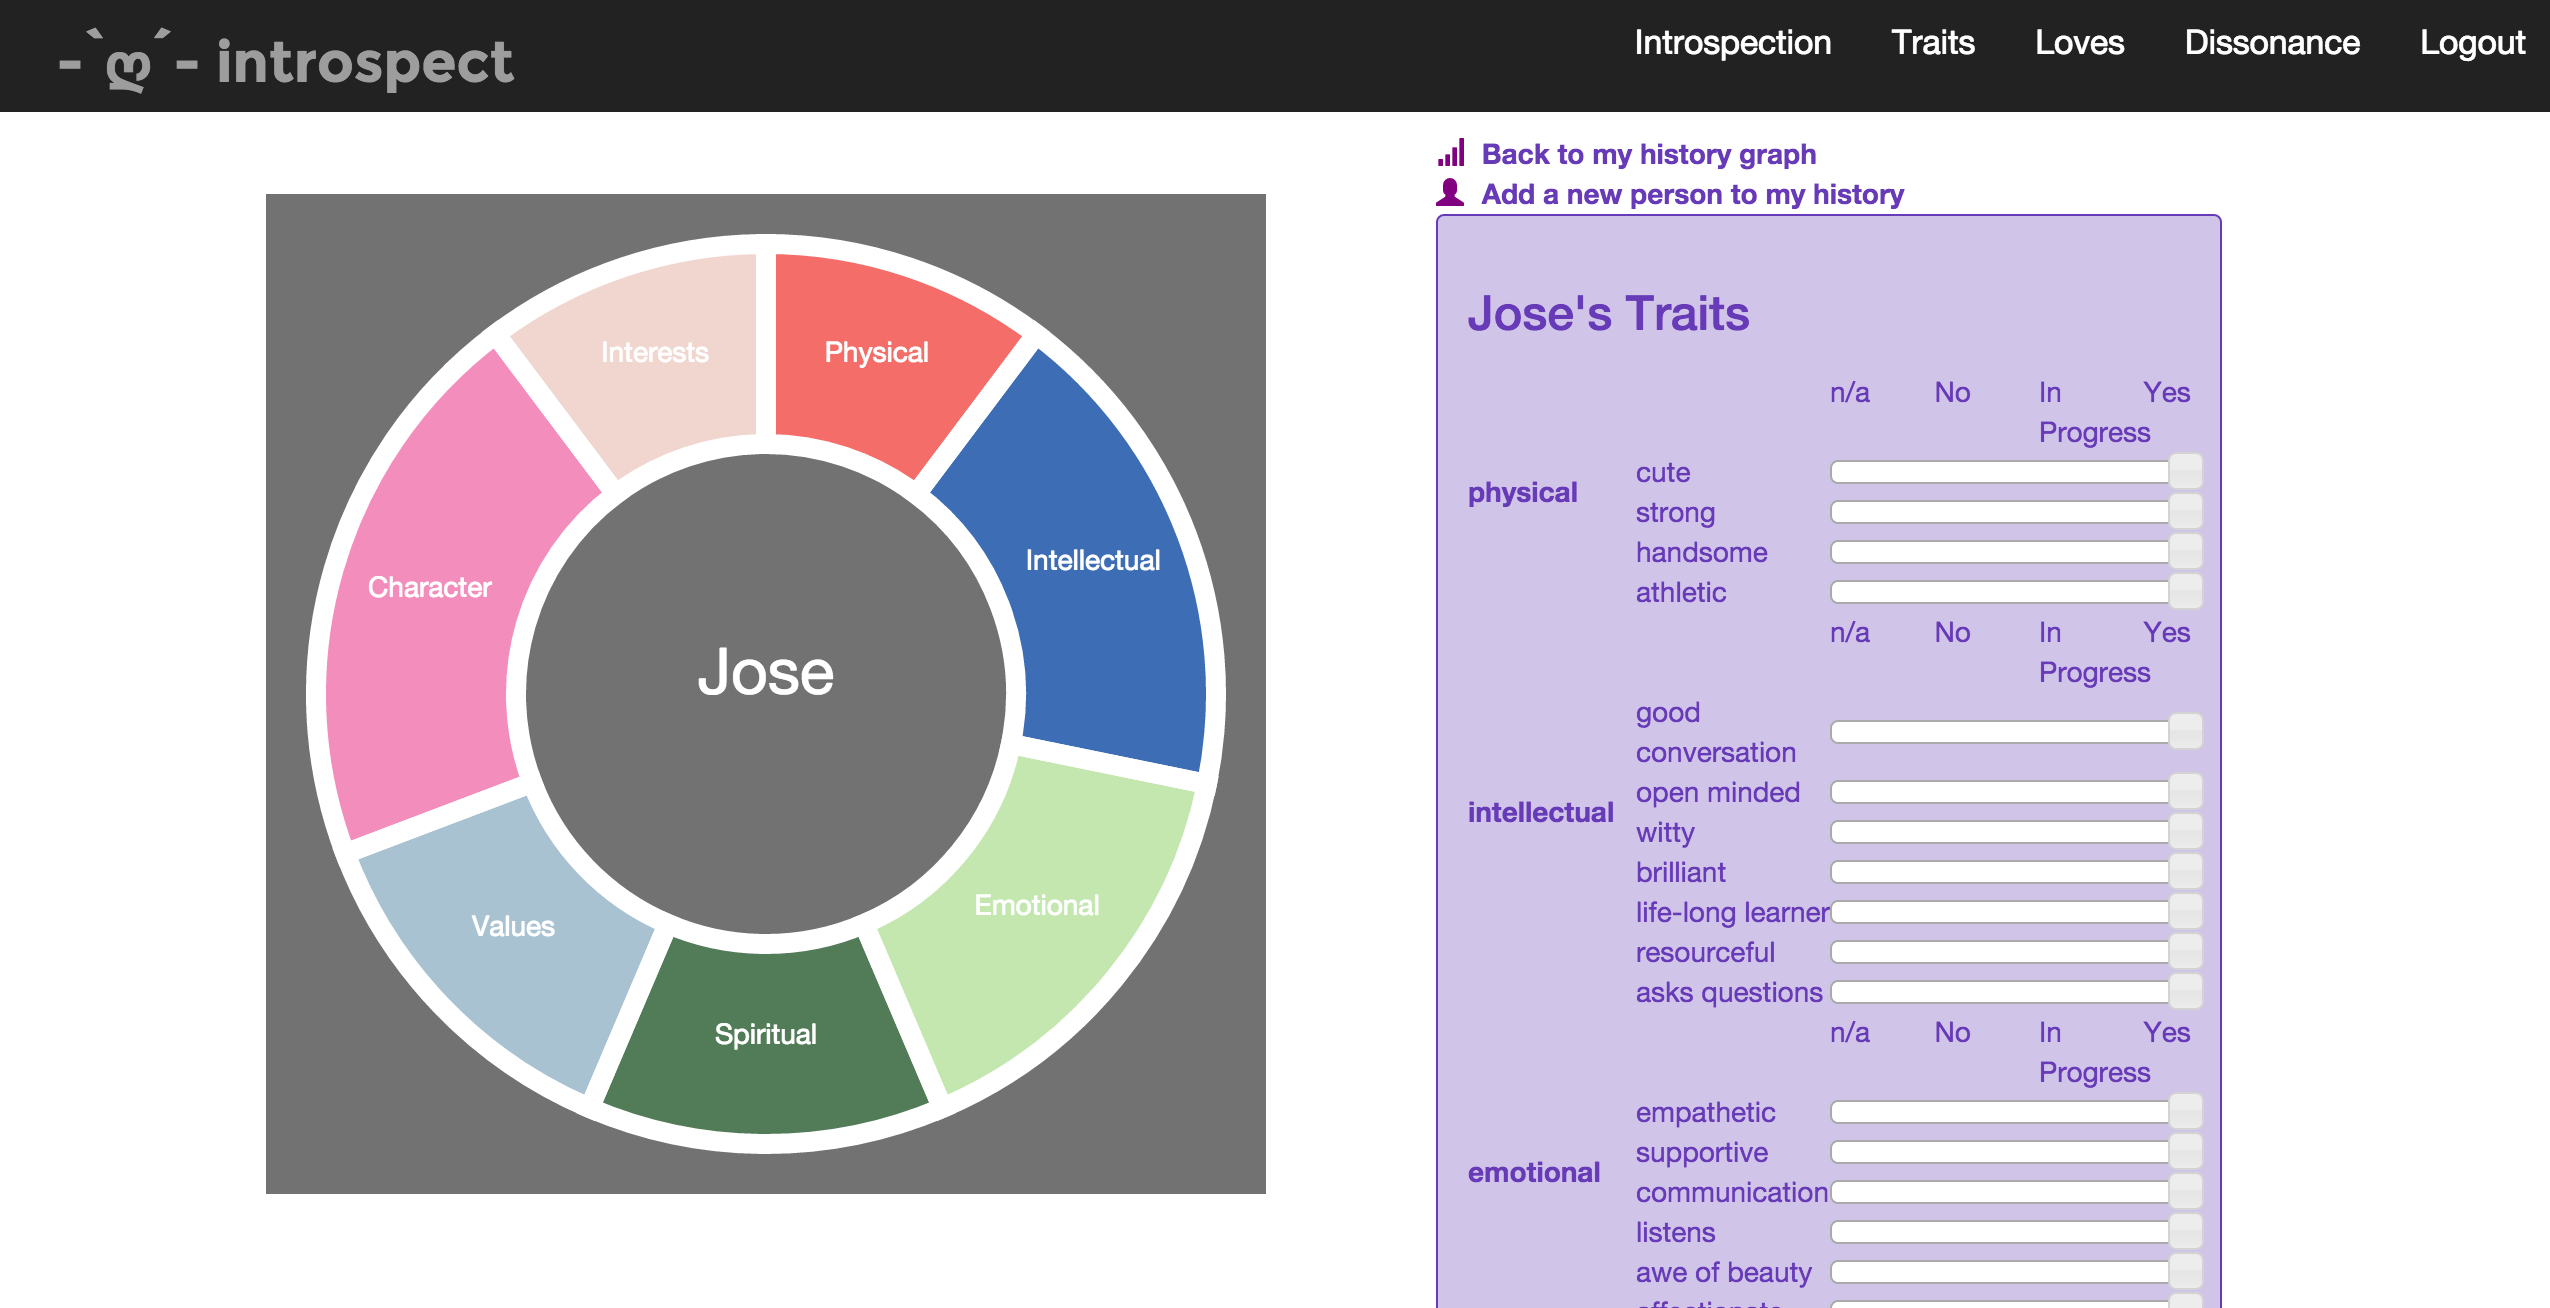 -`ღ´- introspect
Introspection Traits Loves Dissonance Logout
Interests
Physical
Character
Intellectual
Jose
Values
Emotional
Spiritual
Back to my history graph
Add a new person to my history
Jose's Traits
n/a No In Progress Yes
physical
cute
strong
handsome
athletic
n/a No In Progress Yes
intellectual
good
conversation
open minded
witty
brilliant
life-long learner
resourceful
asks questions
n/a No In Progress Yes
emotional
empathetic
supportive
communication
listens
awe of beauty